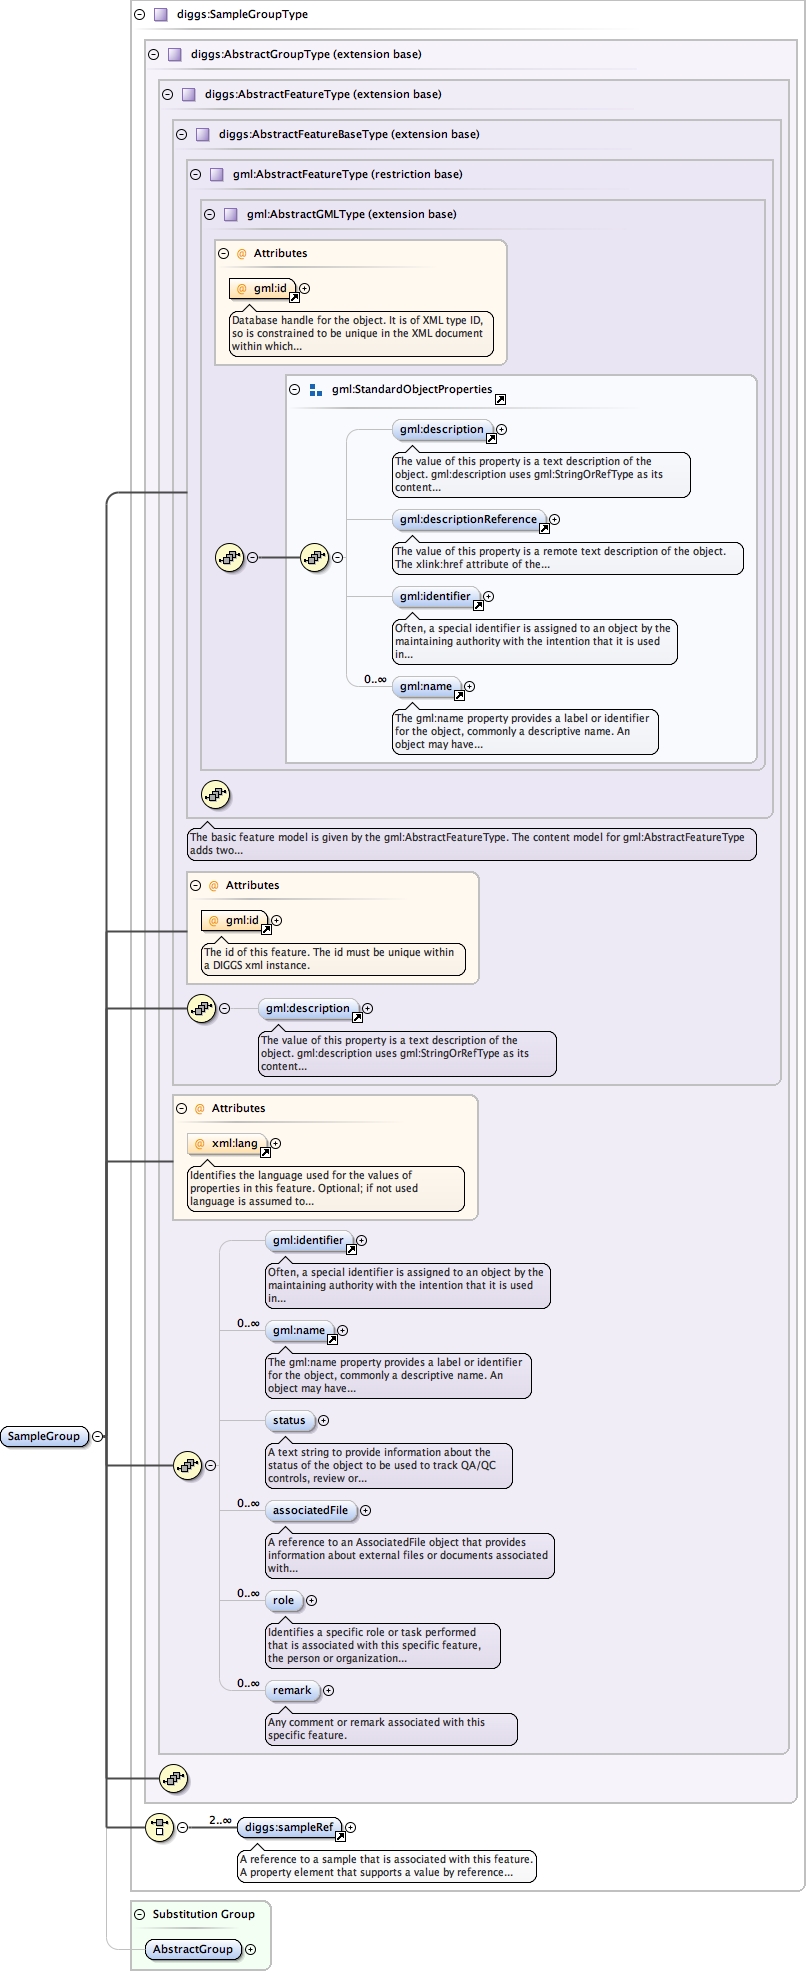 diggs:SampleGroupType
diggs:AbstractGroupType (extension base)
diggs:AbstractFeatureType (extension base)
diggs:AbstractFeatureBaseType (extension base)
gml:AbstractFeatureType (restriction base)
gml:AbstractGMLType (extension base)
@ Attributes
@ gml:id
Database handle for the object. It is of XML type ID,
so is constrained to be unique in the XML document
within which...
gml:StandardObjectProperties
gml:description
The value of this property is a text description of the
object. gml:description uses gml:StringOrRefType as its
content...
gml:descriptionReference
The value of this property is a remote text description of the object.
The xlink:href attribute of the...
gml:identifier
Often, a special identifier is assigned to an object by the
maintaining authority with the intention that it is used
in...
0..∞
gml:name
The gml:name property provides a label or identifier
for the object, commonly a descriptive name. An
object may have...
The basic feature model is given by the gml:AbstractFeatureType. The content model for gml:AbstractFeatureType
adds two...
@ Attributes
@ gml:id
The id of this feature. The id must be unique within
a DIGGS xml instance.
gml:description
The value of this property is a text description of the
object. gml:description uses gml:StringOrRefType as its
content...
@ Attributes
@ xml:lang
Identifies the language used for the values of
properties in this feature. Optional; if not used
language is assumed to...
gml:identifier
Often, a special identifier is assigned to an object by the
maintaining authority with the intention that it is used
in...
0..∞
gml:name
The gml:name property provides a label or identifier
for the object, commonly a descriptive name. An
object may have...
status
A text string to provide information about the
status of the object to be used to track QA/QC
controls, review or...
SampleGroup
0..∞
associatedFile
A reference to an AssociatedFile object that provides
information about external files or documents associated
with...
0..∞
role
Identifies a specific role or task performed
that is associated with this specific feature,
the person or organization...
0..∞
remark
Any comment or remark associated with this
specific feature.
2..∞
diggs:sampleRef
A reference to a sample that is associated with this feature.
A property element that supports a value by reference...
Substitution Group
AbstractGroup